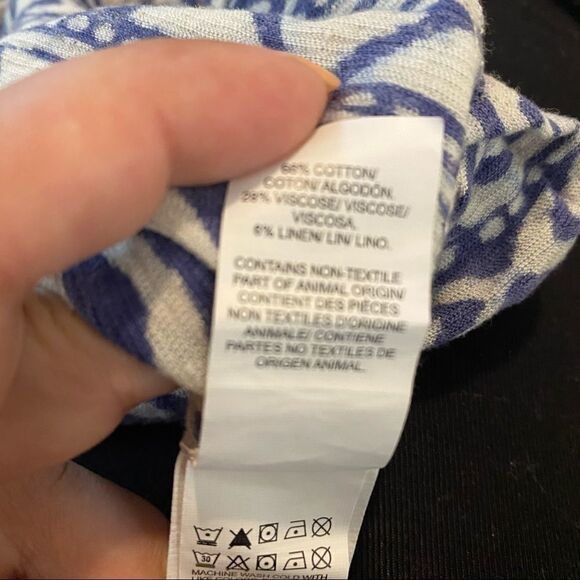 66% COTTON/
COTON/ALGODÓN.
28% VISCOSE/ VISCOSE/
VISCOSA.
6% LINEN/ LIN/ LINO.
CONTAINS NON-TEXTILE
PART OF ANIMAL ORIGIN/
CONTIENT DES PIÈCES
NON TEXTILES D'ORIGINE
ANIMALE/ CONTIENE
PARTES NO TEXTILES DE
ORIGEN ANIMAL.
30
MACHINE WASH COLD WITH
LIKE